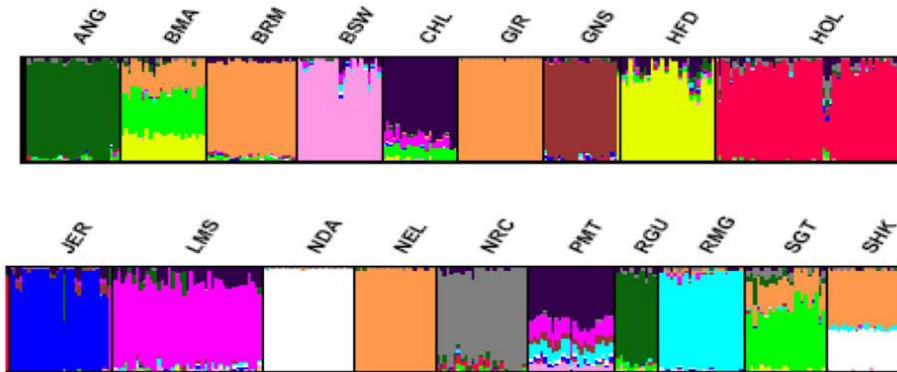 ANG BMA BRM BSW CHL GIR GNS HFD HOL
JER LMS NDA NEL NRC PMT RGU RMG SGT SHK